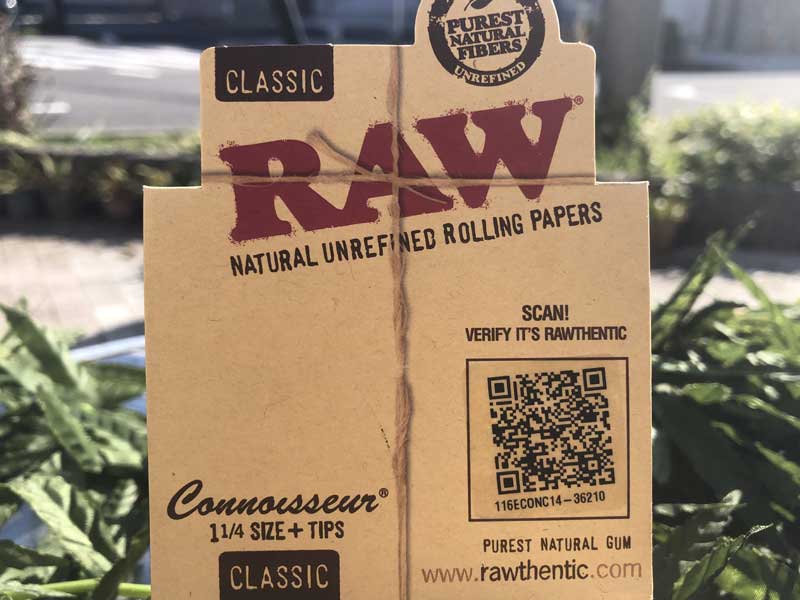 PUREST
NATURAL
FIBERS
UNREFINED
CLASSIC
RAW®
NATURAL UNREFINED ROLLING PAPERS
SCAN!
VERIFY IT'S RAWTHENTIC
116ECONC14-36210
Connoisseur®
1 1/4 SIZE + TIPS
CLASSIC
PUREST NATURAL GUM
www.rawthentic.com